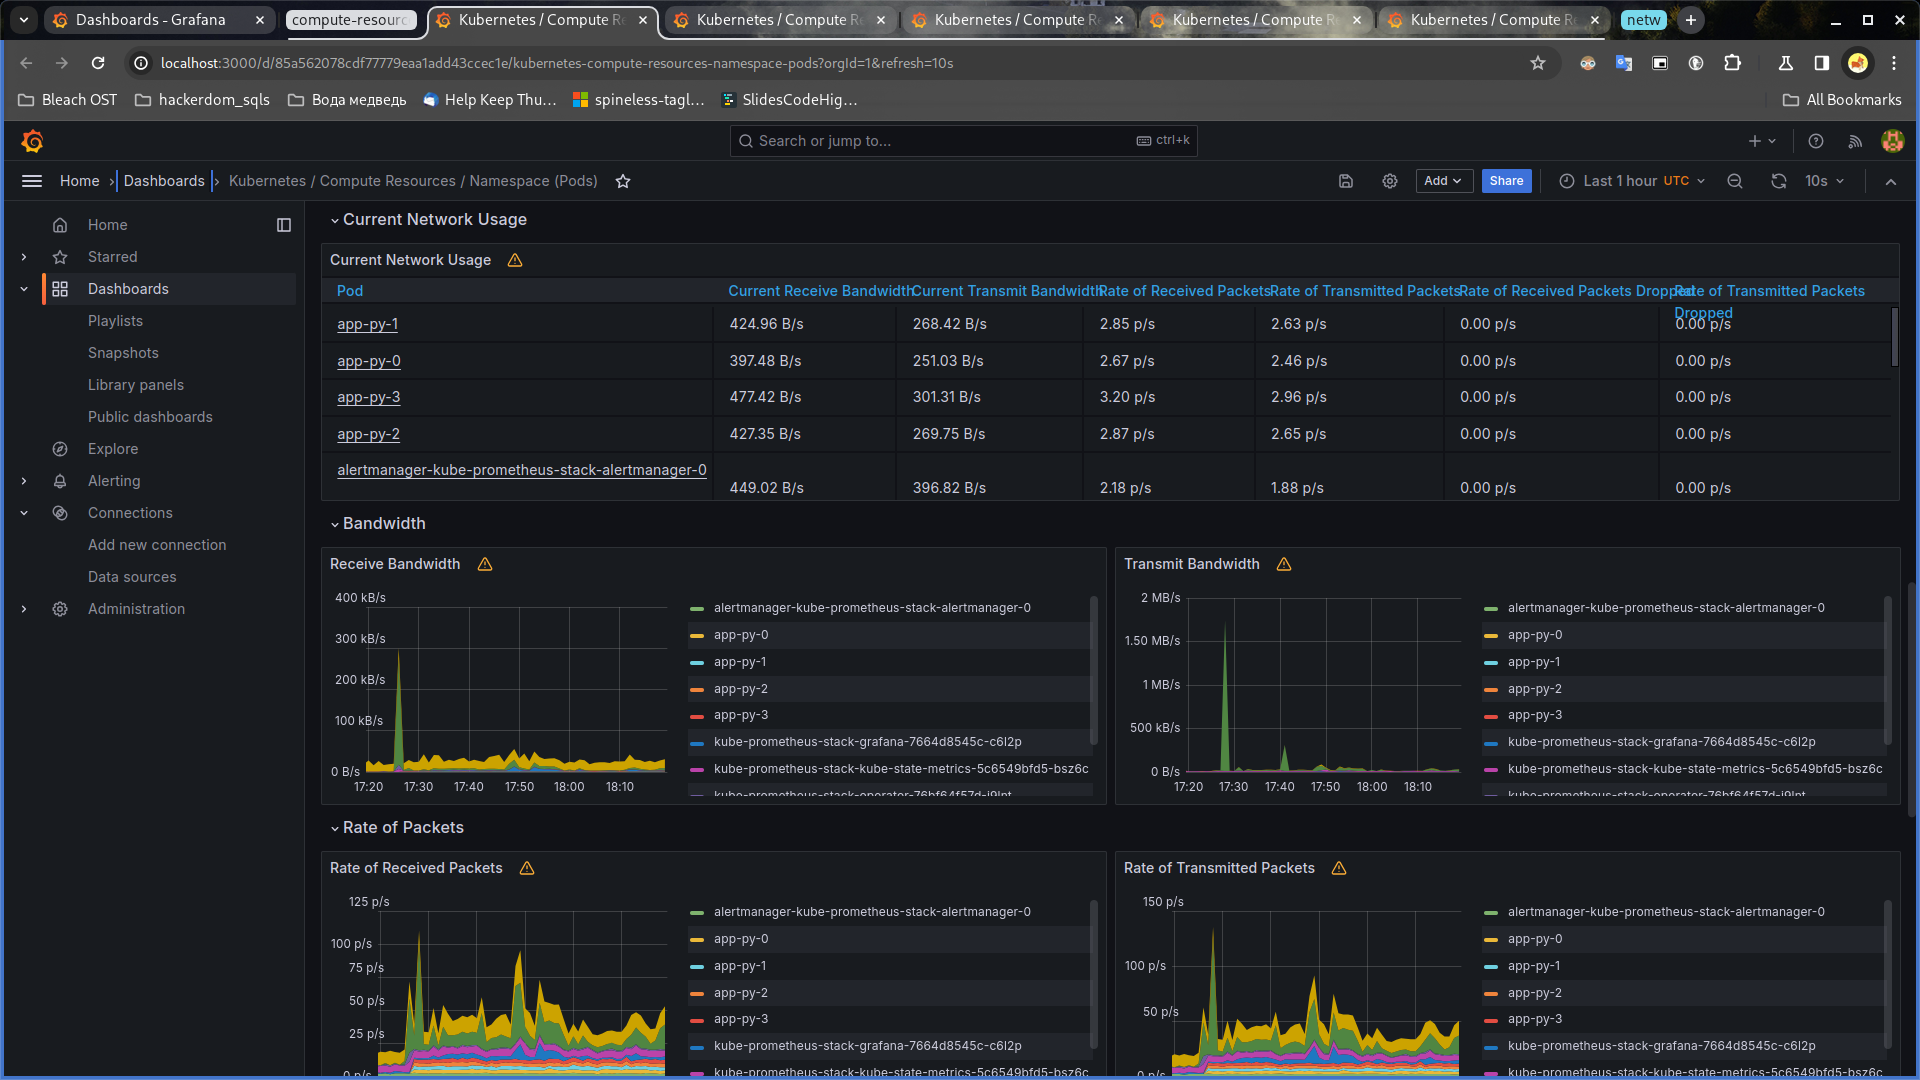 Dashboards - Grafana
compute-resourc
Kubernetes / Compute Re
Kubernetes / Compute Re
Kubernetes / Compute Re
Kubernetes / Compute Re
Kubernetes / Compute Re
netw
localhost:3000/d/85a562078cdf77779eaa1add43ccec1e/kubernetes-compute-resources-namespace-pods?orgId=1&refresh=10s
Bleach OST
hackerdom_sqls
Вода медведь
Help Keep Thu…
spineless-tagl…
SlidesCodeHig…
All Bookmarks
Search or jump to...
ctrl+k
Home
Dashboards
Kubernetes / Compute Resources / Namespace (Pods)
Add
Share
Last 1 hour UTC
10s
Home
Starred
Dashboards
Playlists
Snapshots
Library panels
Public dashboards
Explore
Alerting
Connections
Add new connection
Data sources
Administration
Current Network Usage
Current Network Usage
Pod
Current Receive Bandwidth
Current Transmit Bandwidth
Rate of Received Packets
Rate of Transmitted Packets
Rate of Received Packets Dropped
Rate of Transmitted Packets Dropped
app-py-1 424.96 B/s 268.42 B/s 2.85 p/s 2.63 p/s 0.00 p/s 0.00 p/s
app-py-0 397.48 B/s 251.03 B/s 2.67 p/s 2.46 p/s 0.00 p/s 0.00 p/s
app-py-3 477.42 B/s 301.31 B/s 3.20 p/s 2.96 p/s 0.00 p/s 0.00 p/s
app-py-2 427.35 B/s 269.75 B/s 2.87 p/s 2.65 p/s 0.00 p/s 0.00 p/s
alertmanager-kube-prometheus-stack-alertmanager-0
449.02 B/s 396.82 B/s 2.18 p/s 1.88 p/s 0.00 p/s 0.00 p/s
Bandwidth
Receive Bandwidth
400 kB/s
300 kB/s
200 kB/s
100 kB/s
0 B/s
17:20 17:30 17:40 17:50 18:00 18:10
alertmanager-kube-prometheus-stack-alertmanager-0
app-py-0
app-py-1
app-py-2
app-py-3
kube-prometheus-stack-grafana-7664d8545c-c6l2p
kube-prometheus-stack-kube-state-metrics-5c6549bfd5-bsz6c
kube-prometheus-stack-operator-76bf64f57d-j9lnt
Transmit Bandwidth
2 MB/s
1.50 MB/s
1 MB/s
500 kB/s
0 B/s
17:20 17:30 17:40 17:50 18:00 18:10
alertmanager-kube-prometheus-stack-alertmanager-0
app-py-0
app-py-1
app-py-2
app-py-3
kube-prometheus-stack-grafana-7664d8545c-c6l2p
kube-prometheus-stack-kube-state-metrics-5c6549bfd5-bsz6c
kube-prometheus-stack-operator-76bf64f57d-j9lnt
Rate of Packets
Rate of Received Packets
125 p/s
100 p/s
75 p/s
50 p/s
25 p/s
0 p/s
alertmanager-kube-prometheus-stack-alertmanager-0
app-py-0
app-py-1
app-py-2
app-py-3
kube-prometheus-stack-grafana-7664d8545c-c6l2p
kube-prometheus-stack-kube-state-metrics-5c6549bfd5-bsz6c
Rate of Transmitted Packets
150 p/s
100 p/s
50 p/s
0 p/s
alertmanager-kube-prometheus-stack-alertmanager-0
app-py-0
app-py-1
app-py-2
app-py-3
kube-prometheus-stack-grafana-7664d8545c-c6l2p
kube-prometheus-stack-kube-state-metrics-5c6549bfd5-bsz6c